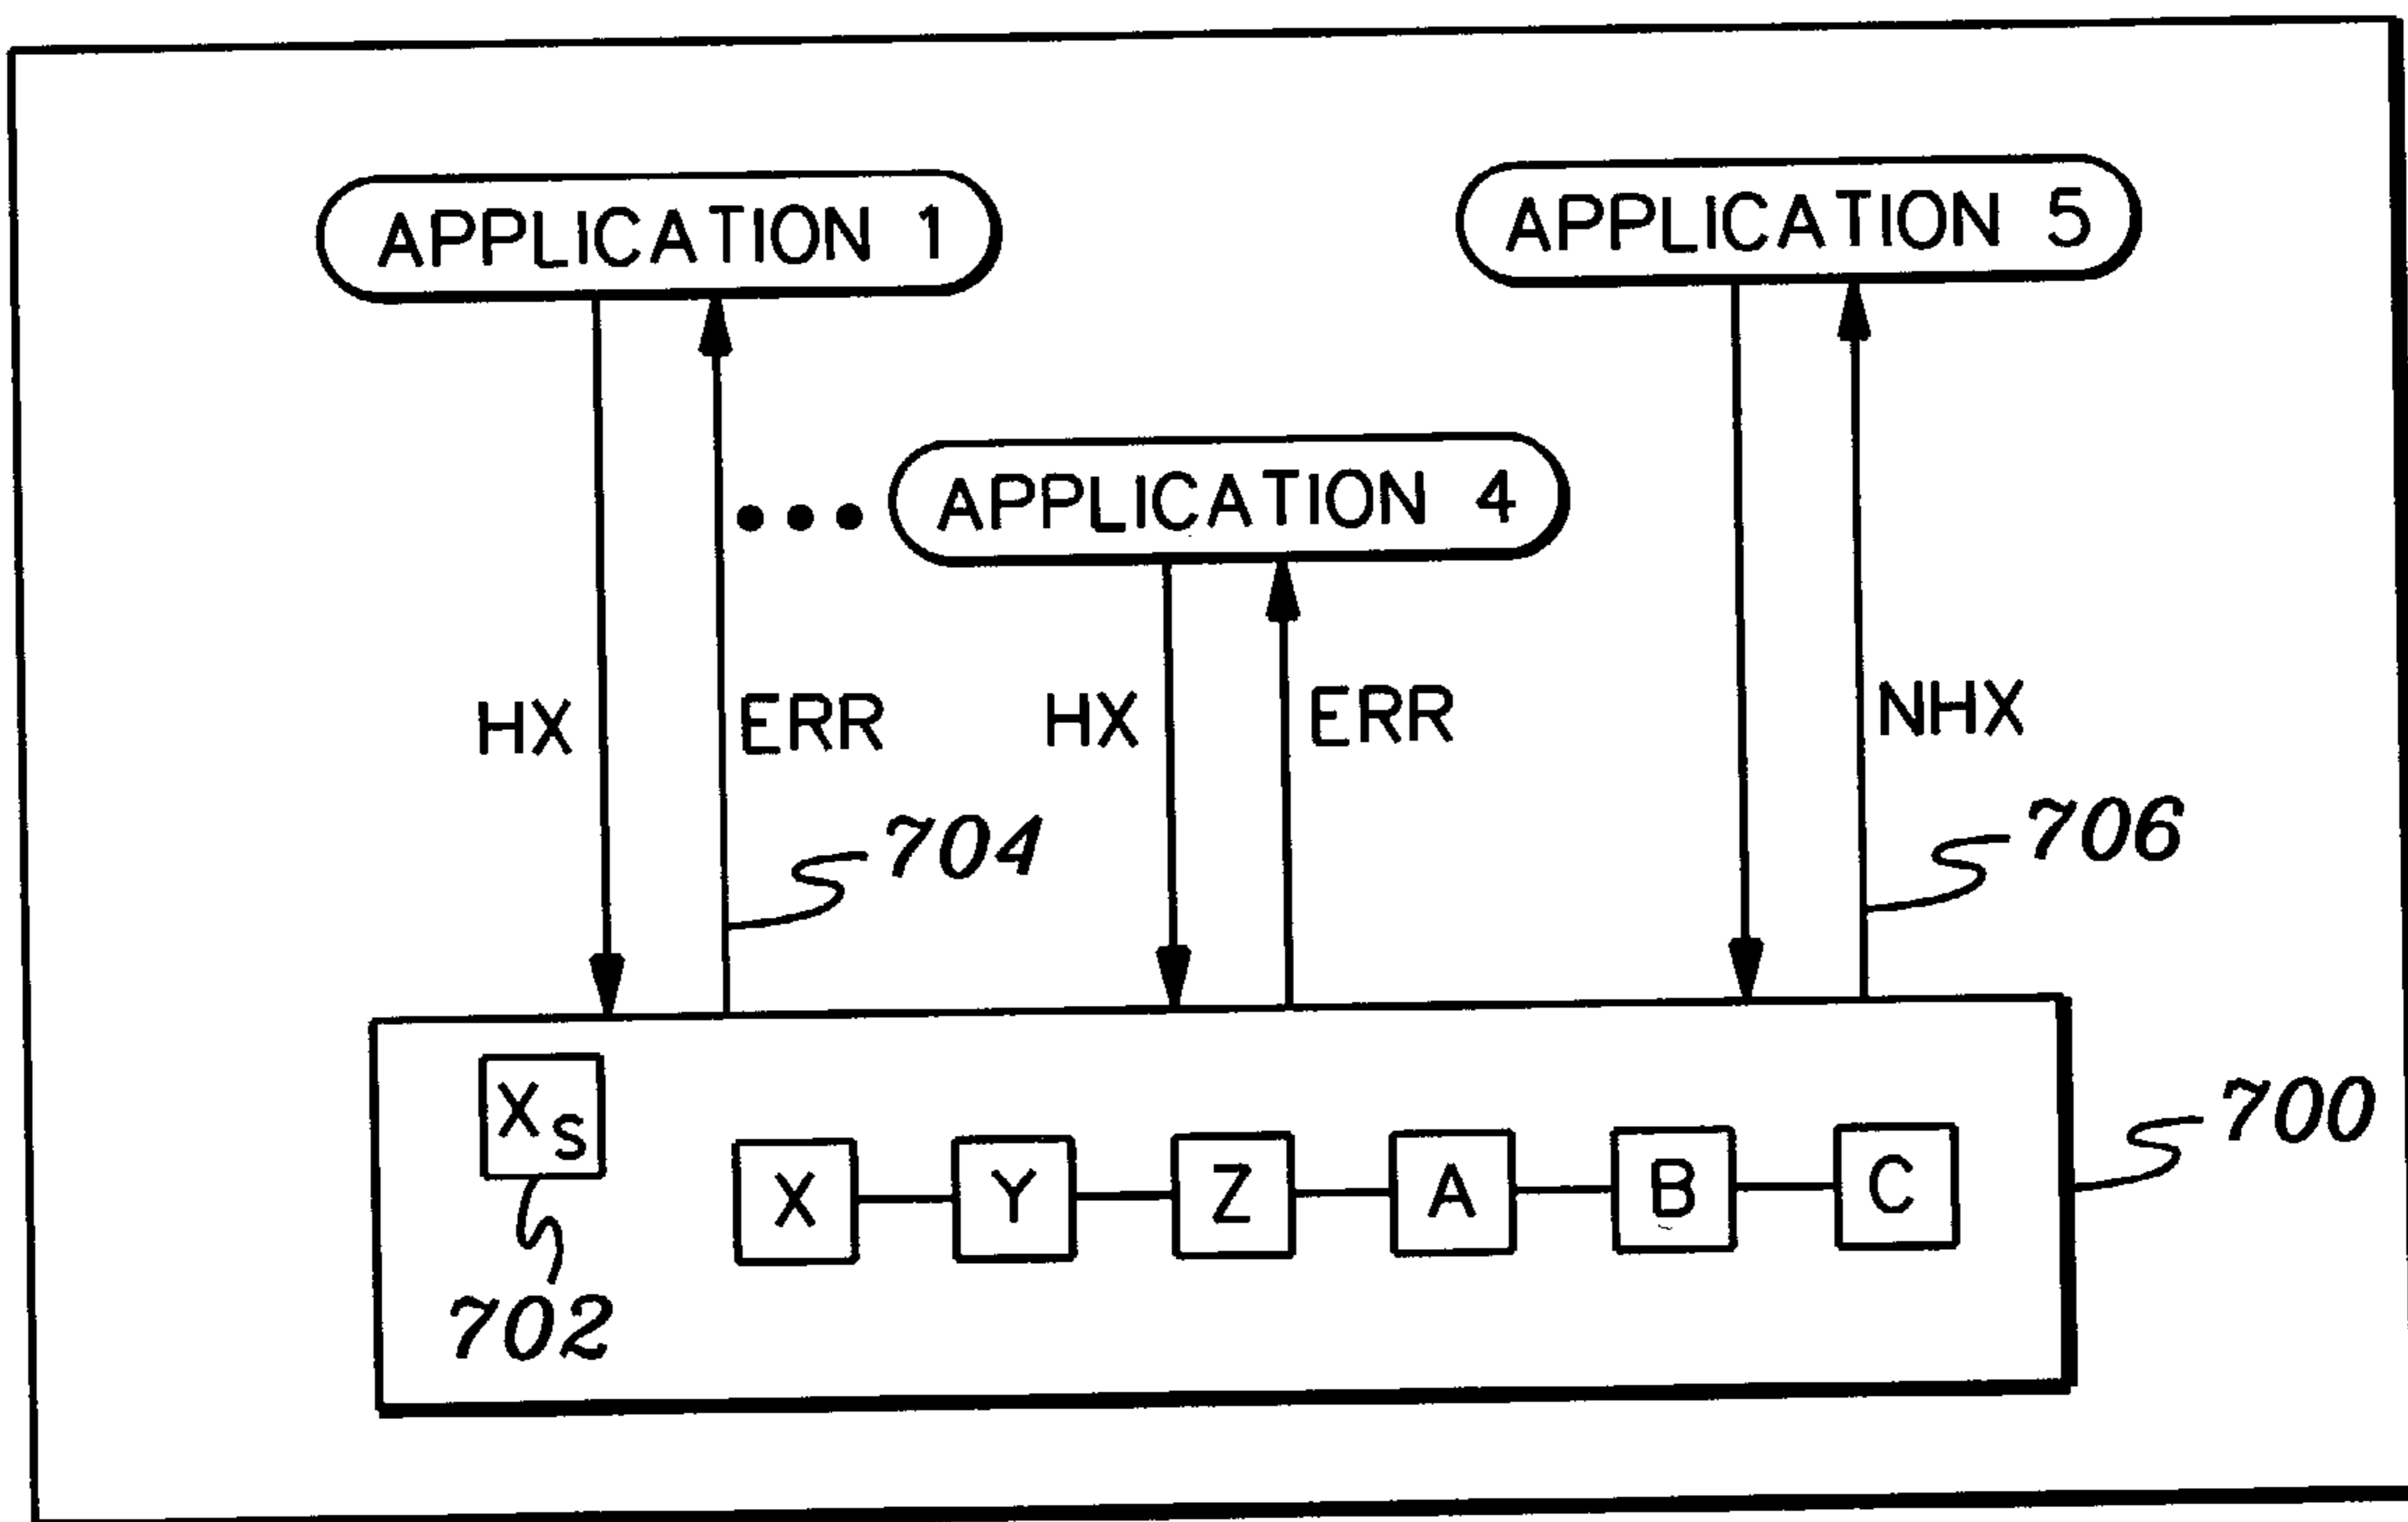 APPLICATION 1
APPLICATION 5
APPLICATION 4
HX
ERR
HX
ERR
NHX
704
706
700
Xs
X
Y
Z
A
B
C
702